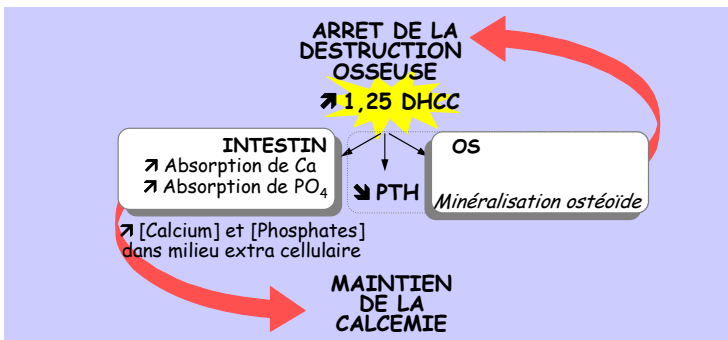 ARRET DE LA
DESTRUCTION
OSSEUSE
↗ 1,25 DHCC
INTESTIN
↗ Absorption de Ca
↗ Absorption de PO₄
↘ PTH
OS
Minéralisation ostéoïde
↗ [Calcium] et [Phosphates]
dans milieu extra cellulaire
MAINTIEN
DE LA
CALCEMIE